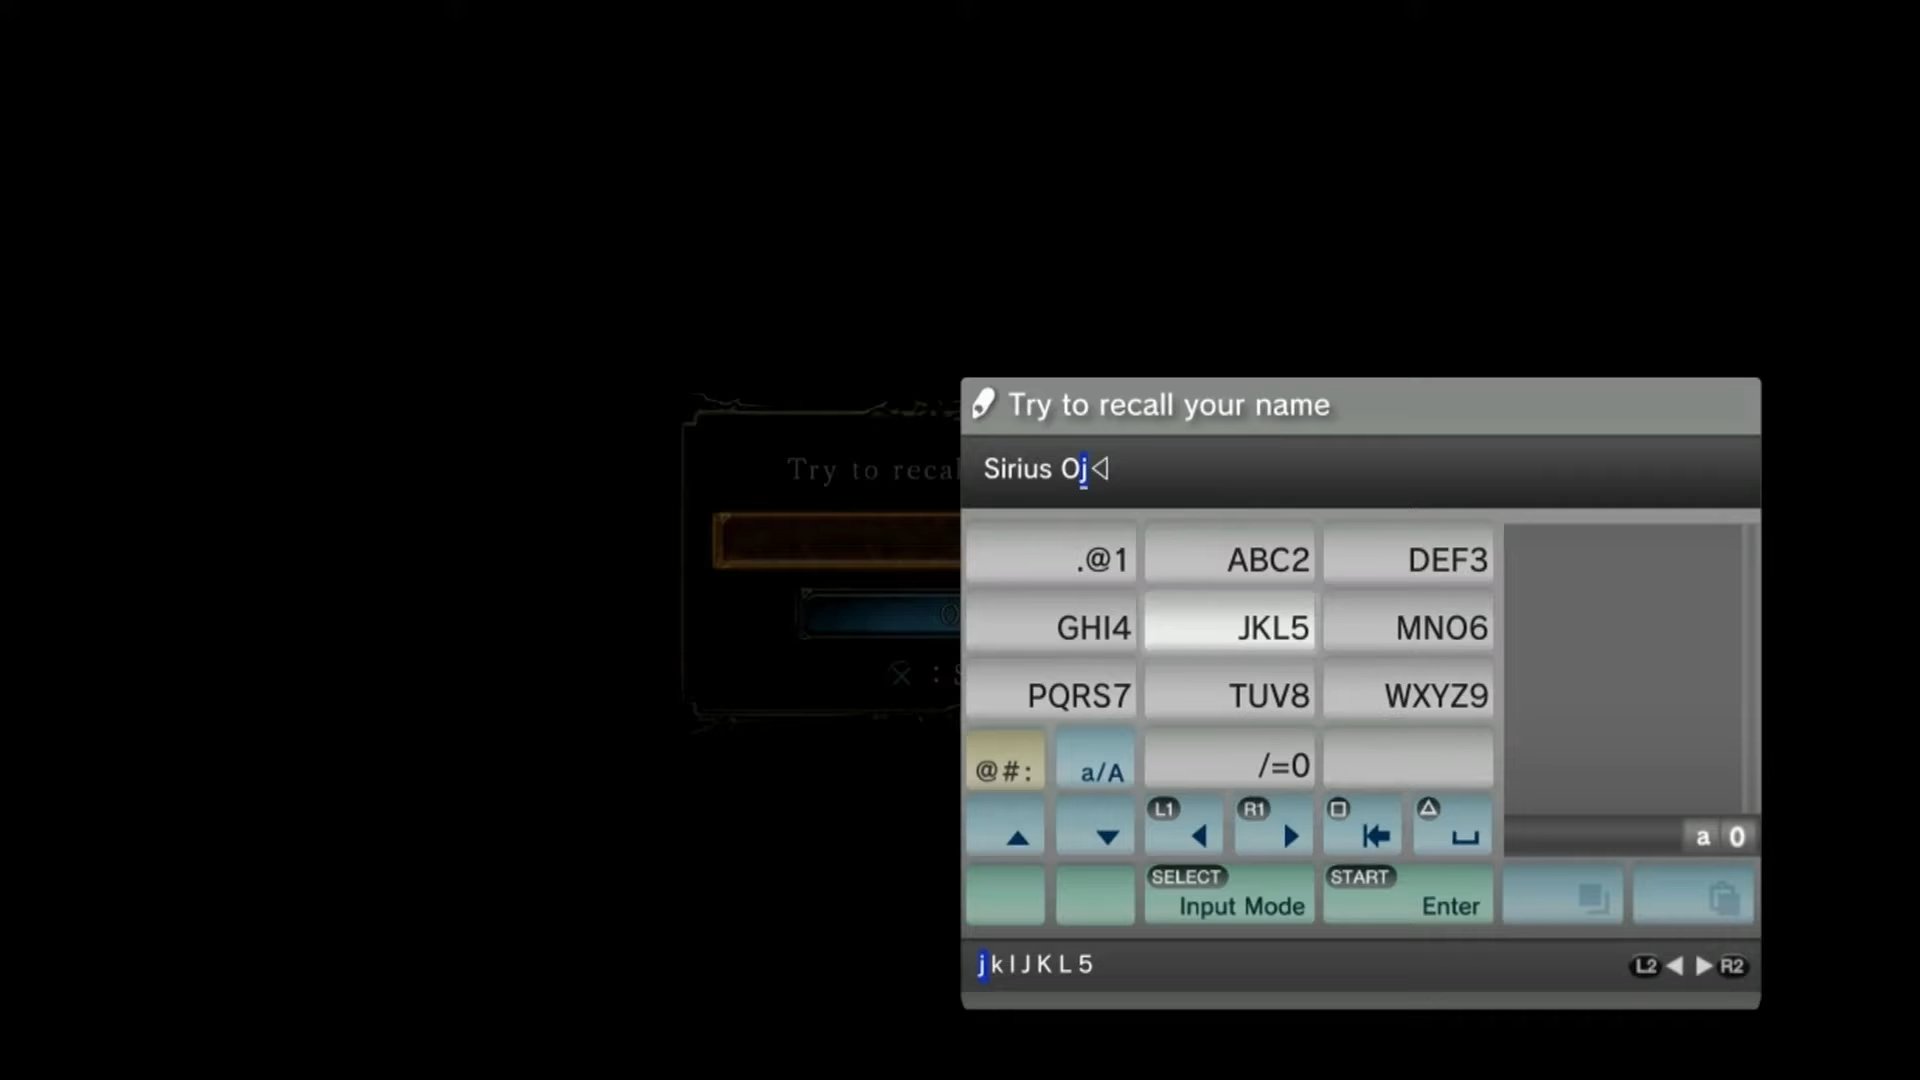 Try to recall your name
Sirius Oj
Try to recal
.@1 ABC2 DEF3
GHI4 JKL5 MNO6
PQRS7 TUV8 WXYZ9
@#: a/A /=0
L1 R1
a 0
SELECT START
Input Mode Enter
jklJKL5
L2 R2